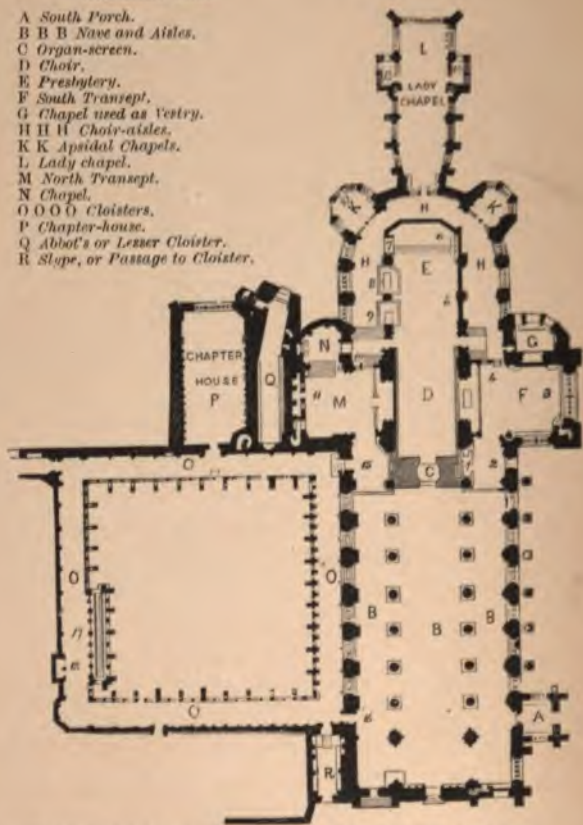 A South Porch.
B B B Nave and Aisles.
C Organ-screen.
D Choir.
E Presbytery.
F South Transept.
G Chapel used as Vestry.
H H H Choir-aisles.
K K Apsidal Chapels.
L Lady chapel.
M North Transept.
N Chapel.
O O O O Cloisters.
P Chapter-house.
Q Abbot's or Lesser Cloister.
R Slype, or Passage to Cloister.
L
LADY
CHAPEL
K
H
K
H
E
H
G
N
CHAPTER
HOUSE
P
Q
M
D
F
O
C
O
O
B
B
B
O
A
R